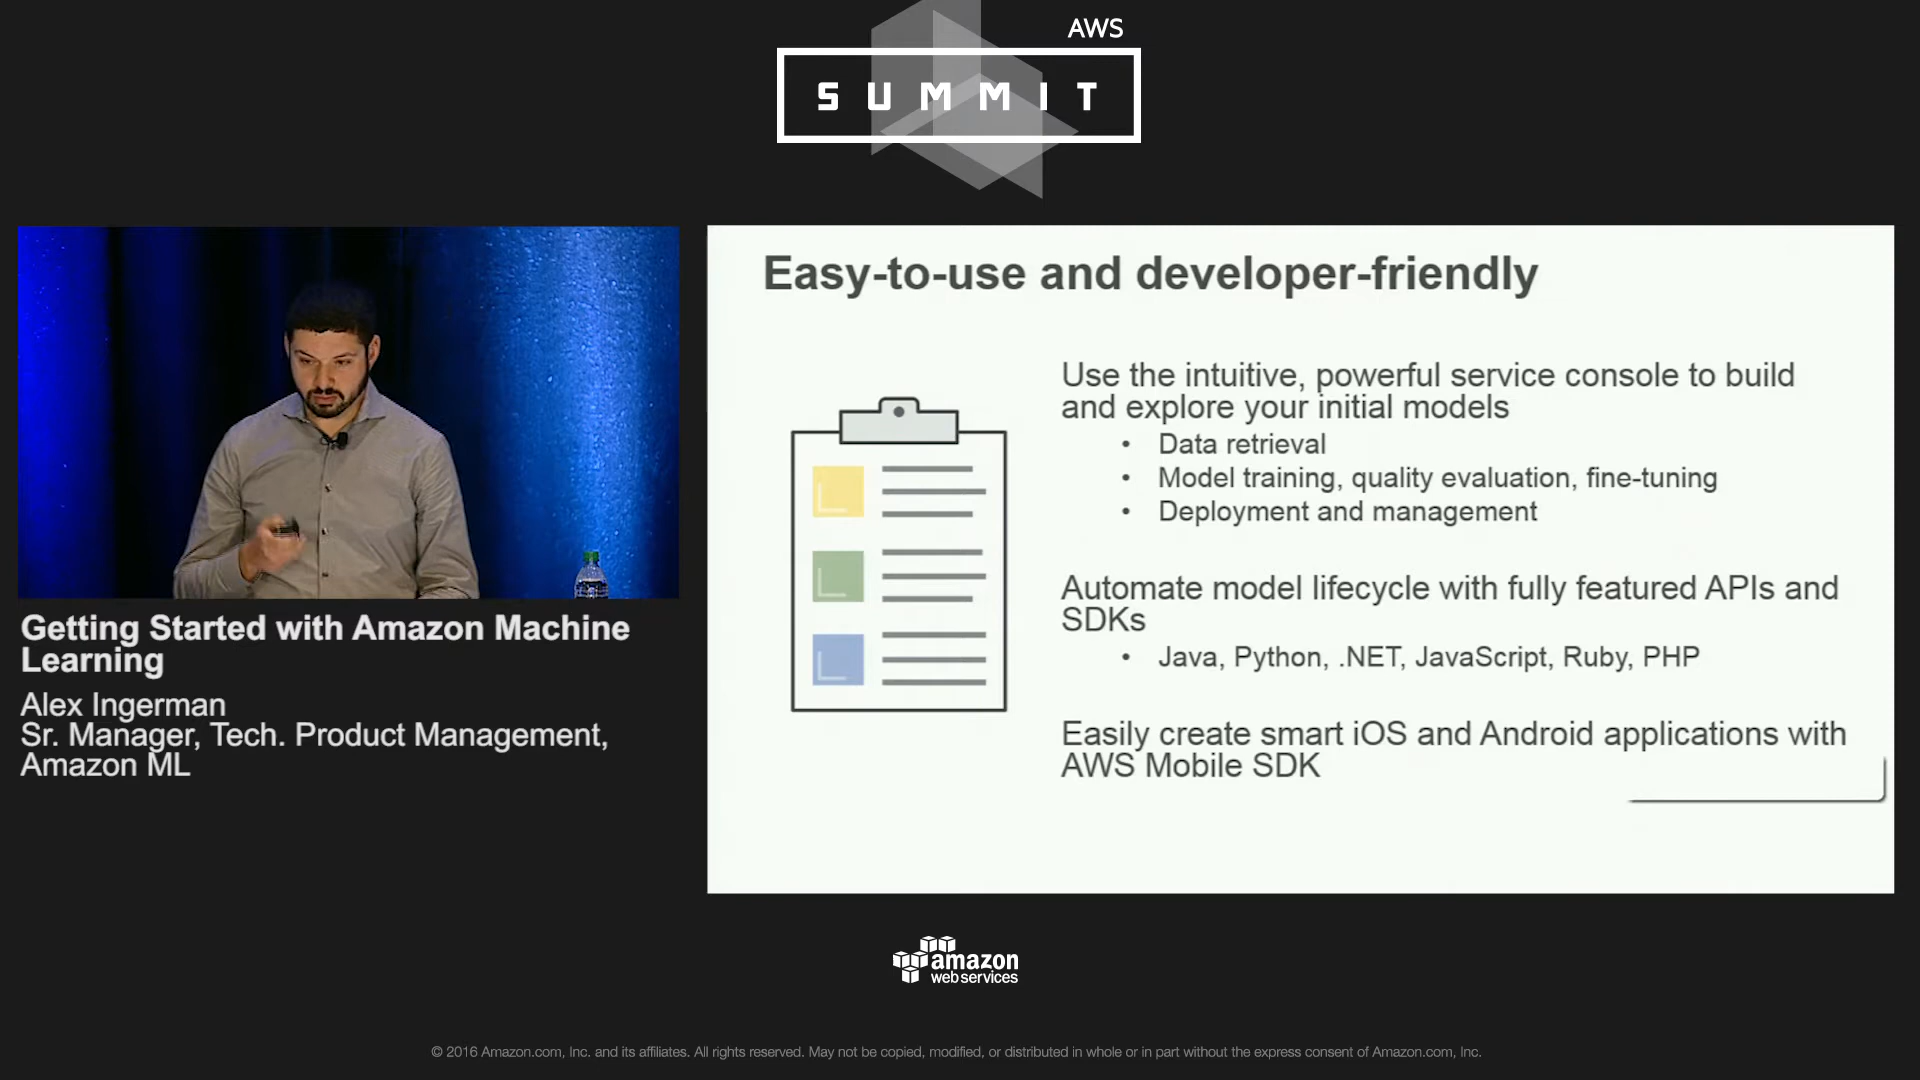 AWS
SUMMIT
Easy-to-use and developer-friendly
Use the intuitive, powerful service console to build
and explore your initial models
• Data retrieval
• Model training, quality evaluation, fine-tuning
• Deployment and management
Automate model lifecycle with fully featured APIs and
SDKs
• Java, Python, .NET, JavaScript, Ruby, PHP
Easily create smart iOS and Android applications with
AWS Mobile SDK
Getting Started with Amazon Machine
Learning
Alex Ingerman
Sr. Manager, Tech. Product Management,
Amazon ML
amazon
web services
© 2016 Amazon.com, Inc. and its affiliates. All rights reserved. May not be copied, modified, or distributed in whole or in part without the express consent of Amazon.com, Inc.